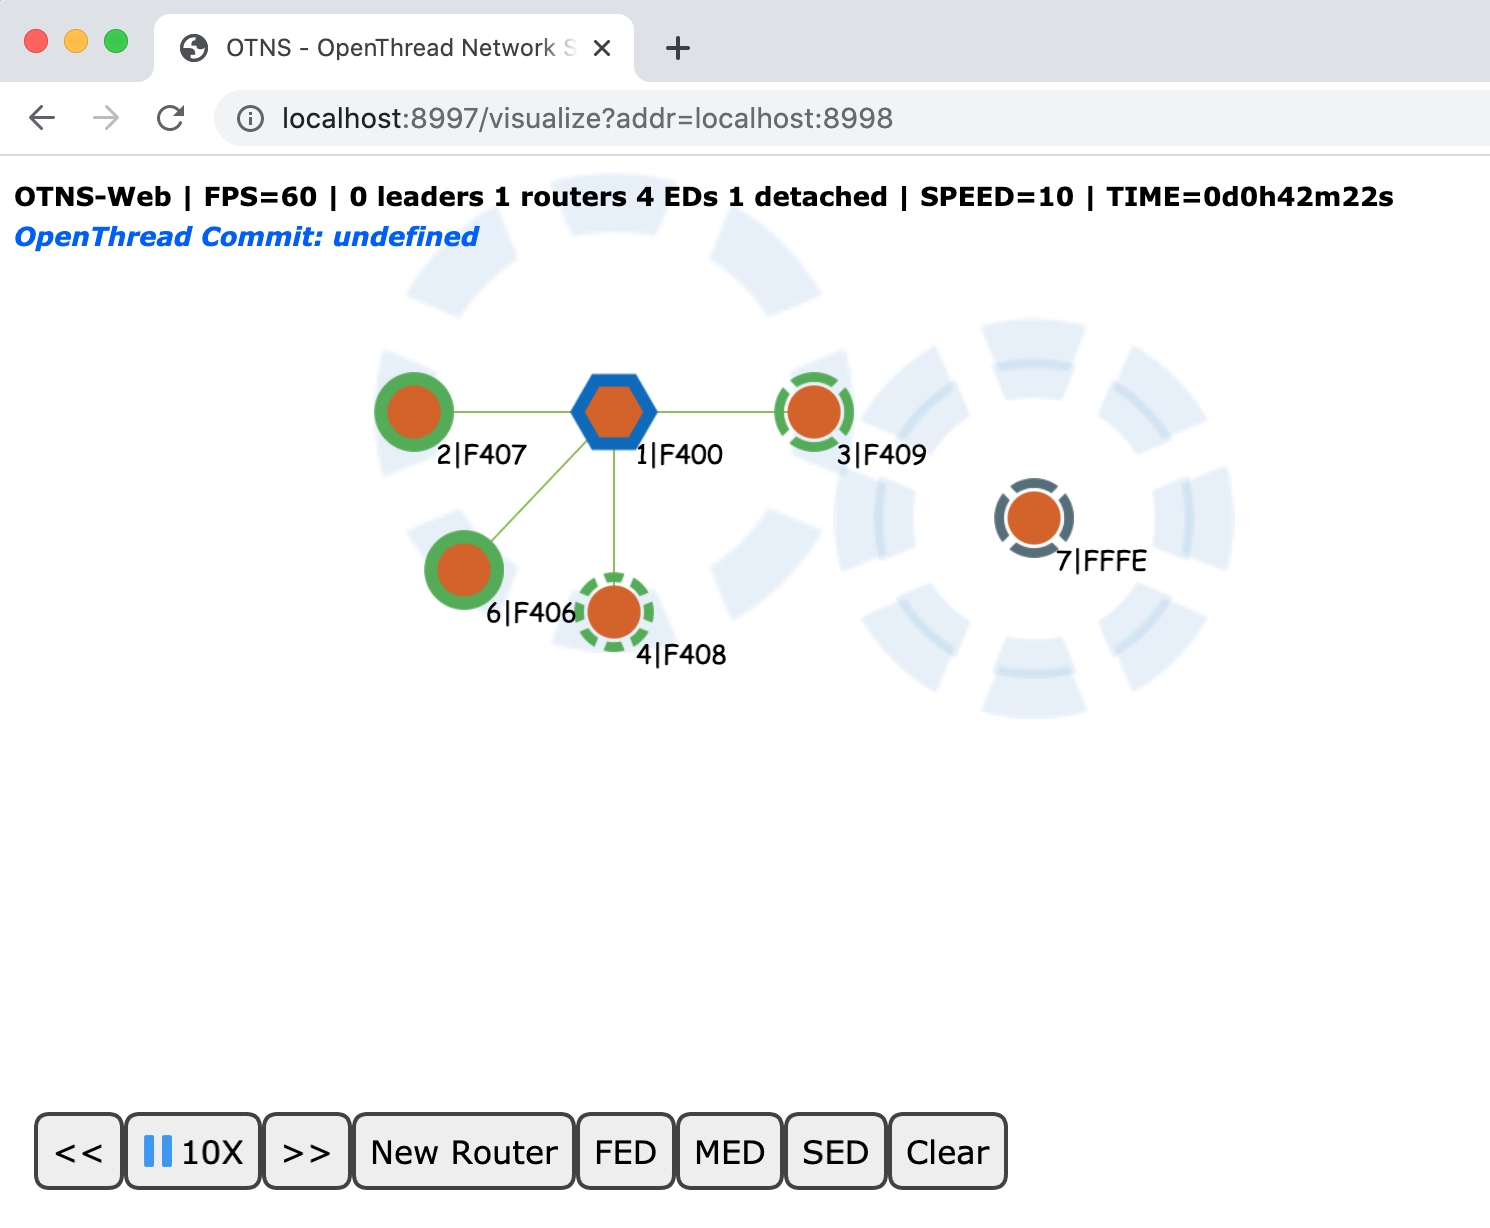 OTNS - OpenThread Network S
localhost:8997/visualize?addr=localhost:8998
OTNS-Web | FPS=60 | 0 leaders 1 routers 4 EDs 1 detached | SPEED=10 | TIME=0d0h42m22s
OpenThread Commit: undefined
2|F407
1|F400
3|F409
7|FFFE
6|F406
4|F408
<< 10X >> New Router FED MED SED Clear